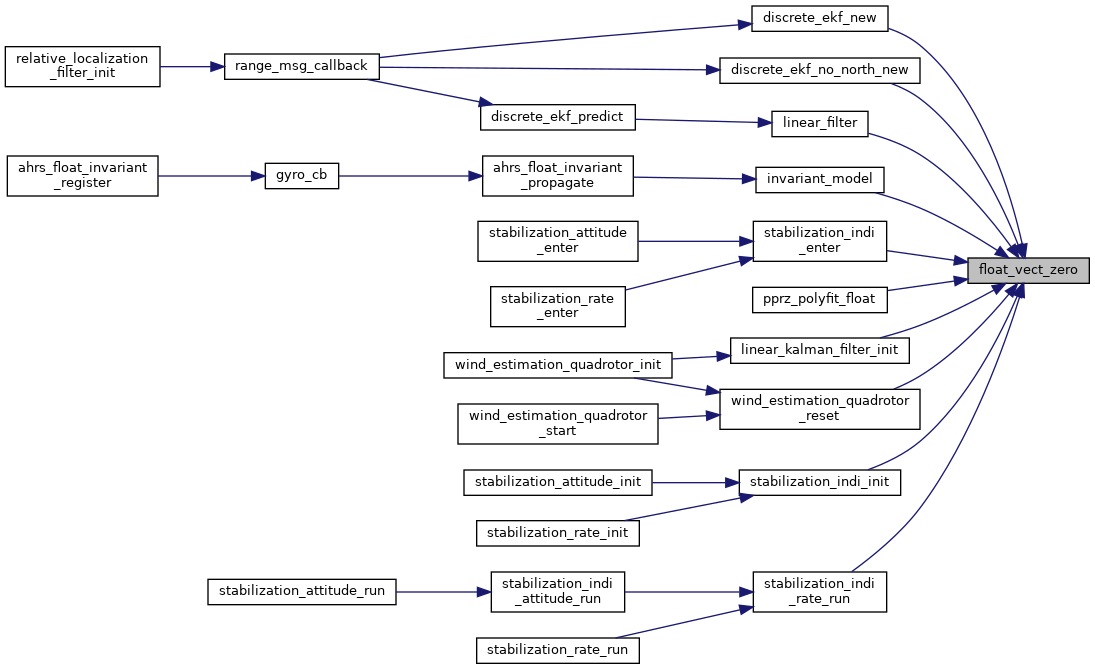 discrete_ekf_new
relative_localization
_filter_init
range_msg_callback
discrete_ekf_no_north_new
discrete_ekf_predict
linear_filter
ahrs_float_invariant
_register
gyro_cb
ahrs_float_invariant
_propagate
invariant_model
stabilization_attitude
_enter
stabilization_indi
_enter
float_vect_zero
stabilization_rate
_enter
pprz_polyfit_float
linear_kalman_filter_init
wind_estimation_quadrotor_init
wind_estimation_quadrotor
_reset
wind_estimation_quadrotor
_start
stabilization_attitude_init
stabilization_indi_init
stabilization_rate_init
stabilization_attitude_run
stabilization_indi
_attitude_run
stabilization_indi
_rate_run
stabilization_rate_run